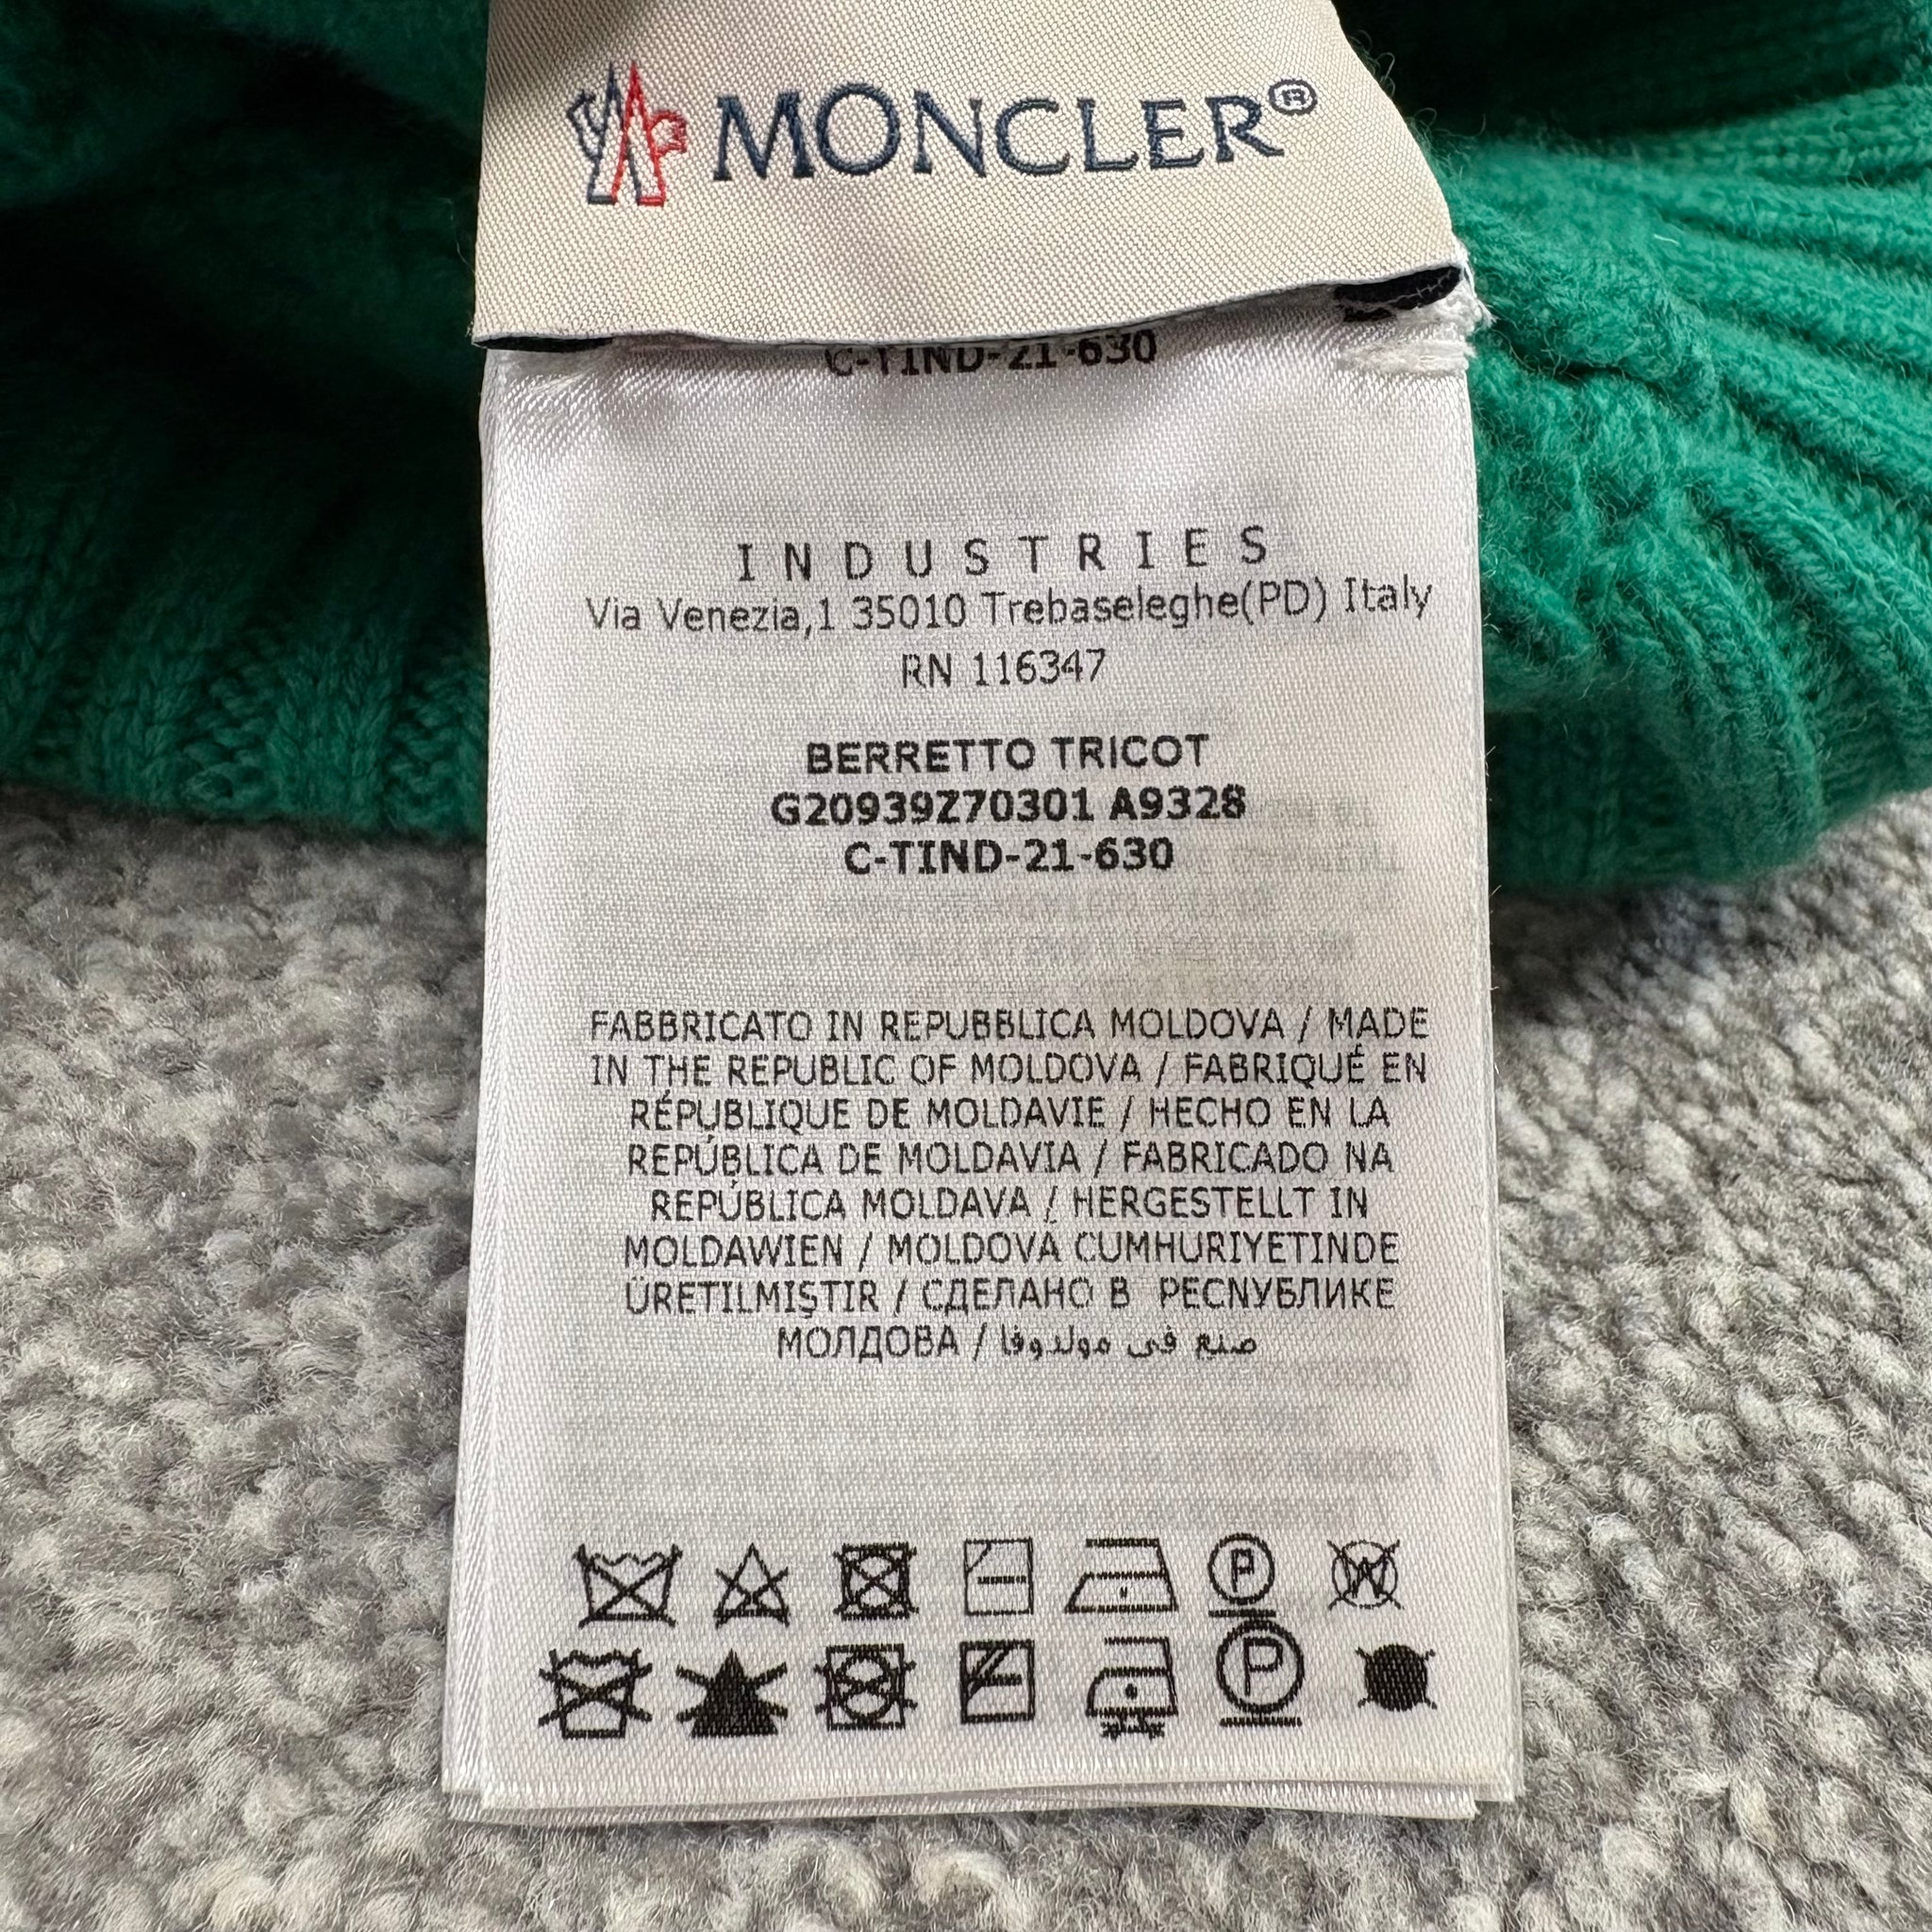 MONCLER®
C-TIND-21-630
INDUSTRIES
Via Venezia,1 35010 Trebaseleghe(PD) Italy
RN 116347
BERRETTO TRICOT
G20939Z70301 A9328
C-TIND-21-630
FABBRICATO IN REPUBBLICA MOLDOVA / MADE
IN THE REPUBLIC OF MOLDOVA / FABRIQUÉ EN
RÉPUBLIQUE DE MOLDAVIE / HECHO EN LA
REPÚBLICA DE MOLDAVIA / FABRICADO NA
REPÚBLICA MOLDAVA / HERGESTELLT IN
MOLDAWIEN / MOLDOVA CUMHURIYETINDE
ÜRETILMIŞTIR / СДЕЛАНО В РЕСNУБЛИКЕ
МОЛДОВА / صنع في مولدوفا
P W
P